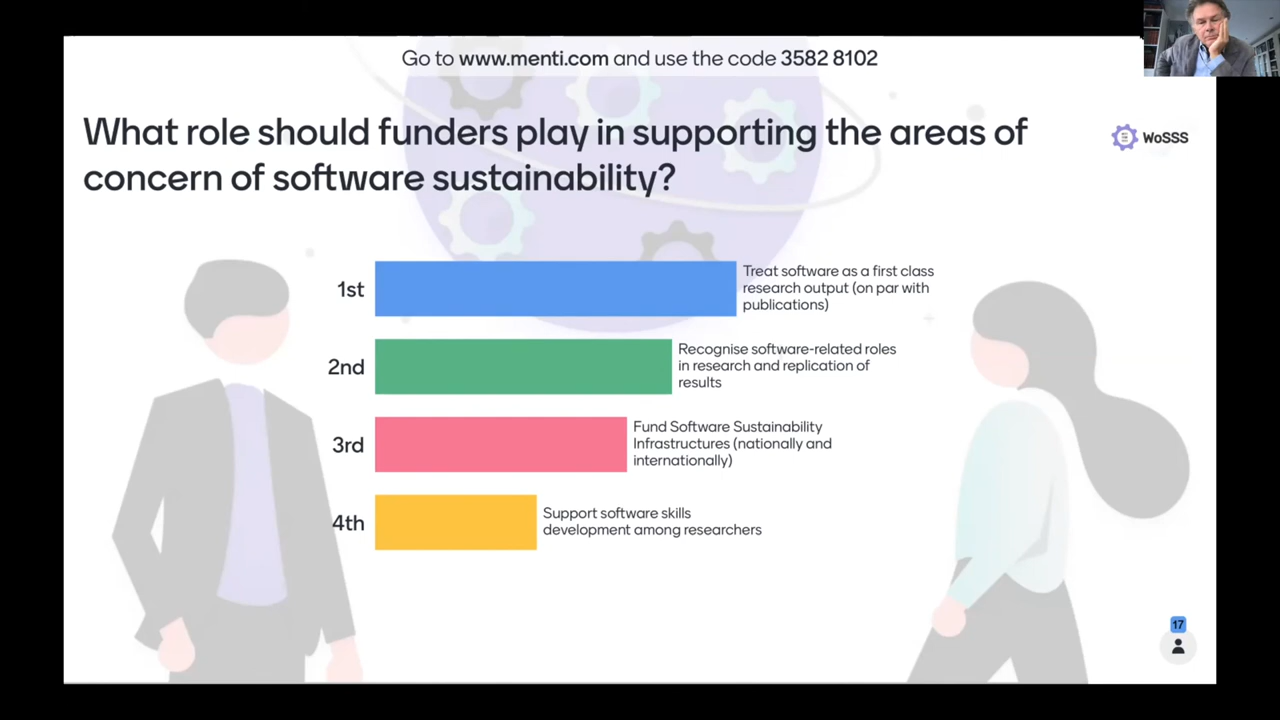 Go to www.menti.com and use the code 3582 8102
What role should funders play in supporting the areas of
concern of software sustainability?
WoSSS
1st
Treat software as a first class
research output (on par with
publications)
2nd
Recognise software-related roles
in research and replication of
results
3rd
Fund Software Sustainability
Infrastructures (nationally and
internationally)
4th
Support software skills
development among researchers
17